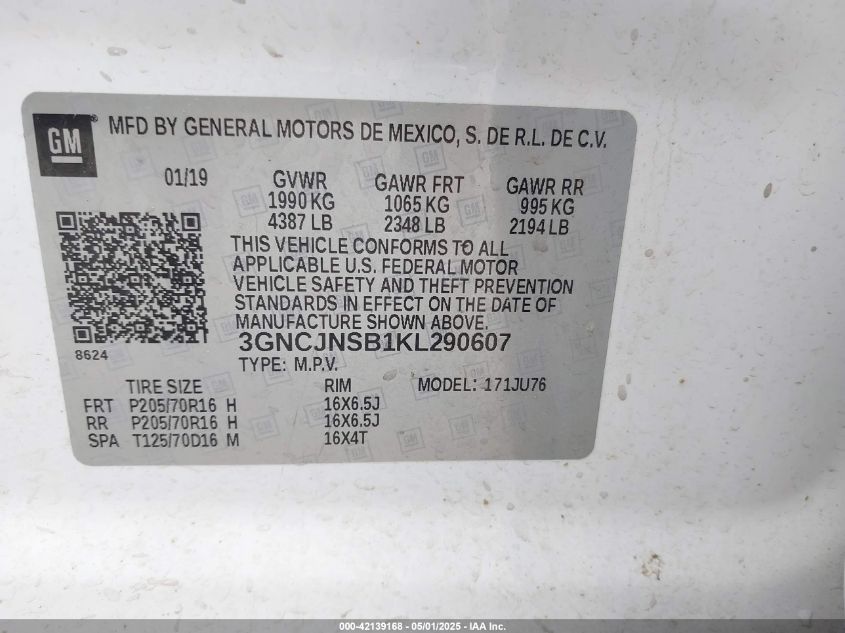 GM
MFD BY GENERAL MOTORS DE MEXICO, S. DE R.L. DE C.V.
01/19 GVWR GAWR FRT GAWR RR
1990 KG 1065 KG 995 KG
4387 LB 2348 LB 2194 LB
THIS VEHICLE CONFORMS TO ALL
APPLICABLE U.S. FEDERAL MOTOR
VEHICLE SAFETY AND THEFT PREVENTION
STANDARDS IN EFFECT ON THE DATE OF
MANUFACTURE SHOWN ABOVE.
3GNCJNSB1KL290607
8624
TYPE: M.P.V.
TIRE SIZE RIM MODEL: 171JU76
FRT P205/70R16 H 16X6.5J
RR P205/70R16 H 16X6.5J
SPA T125/70D16 M 16X4T
000-42139168 - 05/01/2025 - IAA Inc.